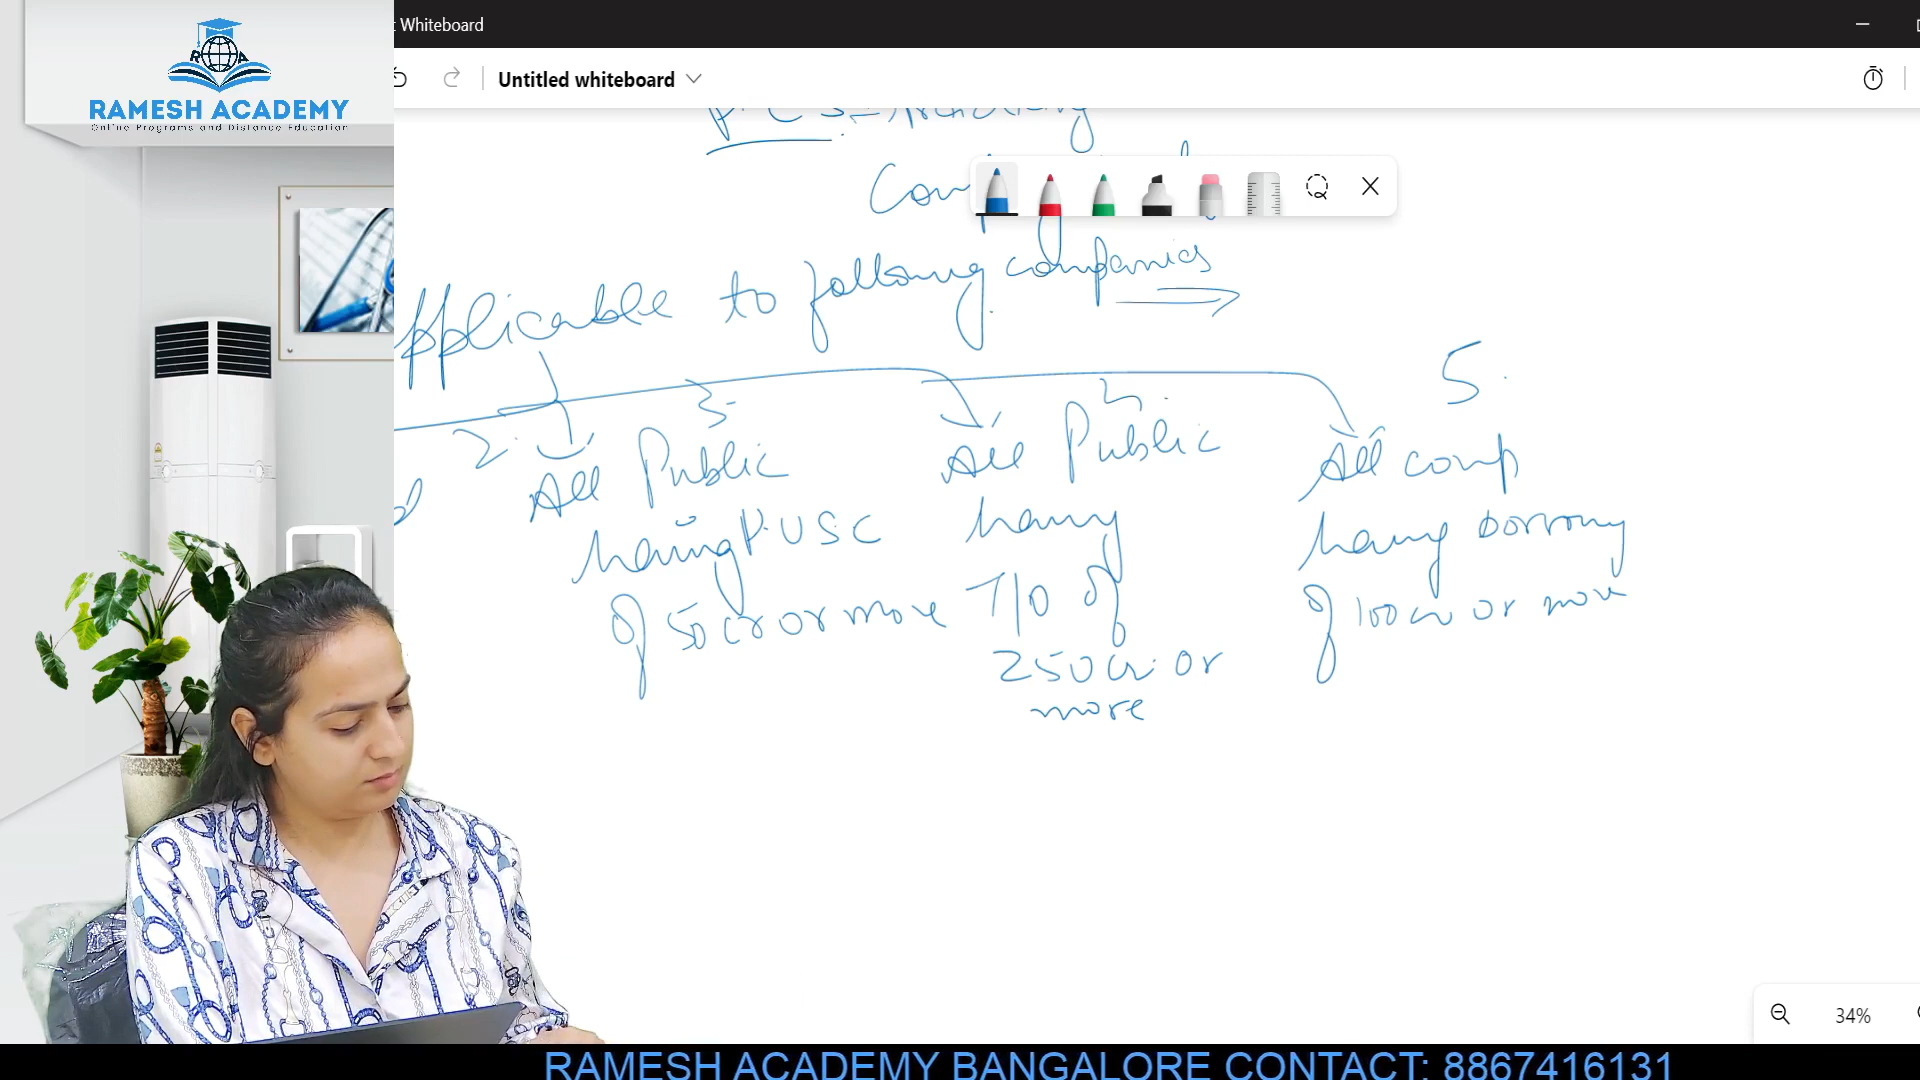 RAMESH ACADEMY
Online Programs and Distance Education
Whiteboard
Untitled whiteboard
Applicable to following companies
5.
2. All Public
having P.U.S.C
of 50 cr or more
3.
All Public
having
T/O of
250 cr. or
more
All comp
having borrowing
of 100 cr or more
34%
RAMESH ACADEMY BANGALORE CONTACT: 8867416131